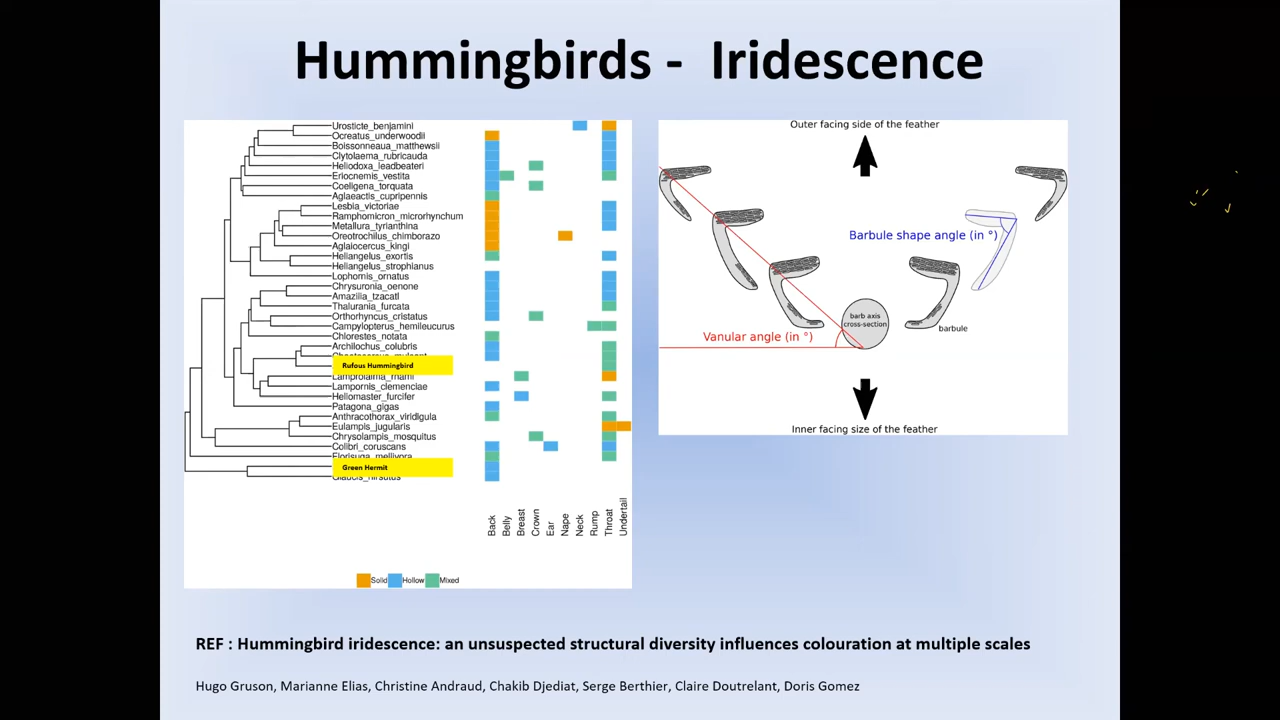 Hummingbirds - Iridescence
Urosticte_benjamini
Ocreatus_underwoodii
Boissonneaua_matthewsii
Clytolaema_rubricauda
Heliodoxa_leadbeateri
Eriocnemis_vestita
Coeligena_torquata
Aglaeactis_cupripennis
Lesbia_victoriae
Ramphomicron_microrhynchum
Metallura_tyrianthina
Oreotrochilus_chimborazo
Aglaiocercus_kingi
Heliangelus_exortis
Heliangelus_strophianus
Lophornis_ornatus
Chrysuronia_oenone
Amazilia_tzacatl
Thalurania_furcata
Orthorhyncus_cristatus
Campylopterus_hemileucurus
Chlorestes_notata
Archilochus_colubris
Rufous Hummingbird
Lamprolaima_rhami
Lampornis_clemenciae
Heliomaster_furcifer
Patagona_gigas
Anthracothorax_viridigula
Eulampis_jugularis
Chrysolampis_mosquitus
Colibri_coruscans
Florisuga_mellivora
Green Hermit
Glaucis_hirsutus
Back
Belly
Breast
Crown
Ear
Nape
Neck
Rump
Throat
Undertail
Solid Hollow Mixed
Outer facing side of the feather
Barbule shape angle (in °)
barb axis
cross-section
barbule
Vanular angle (in °)
Inner facing size of the feather
REF : Hummingbird iridescence: an unsuspected structural diversity influences colouration at multiple scales
Hugo Gruson, Marianne Elias, Christine Andraud, Chakib Djediat, Serge Berthier, Claire Doutrelant, Doris Gomez